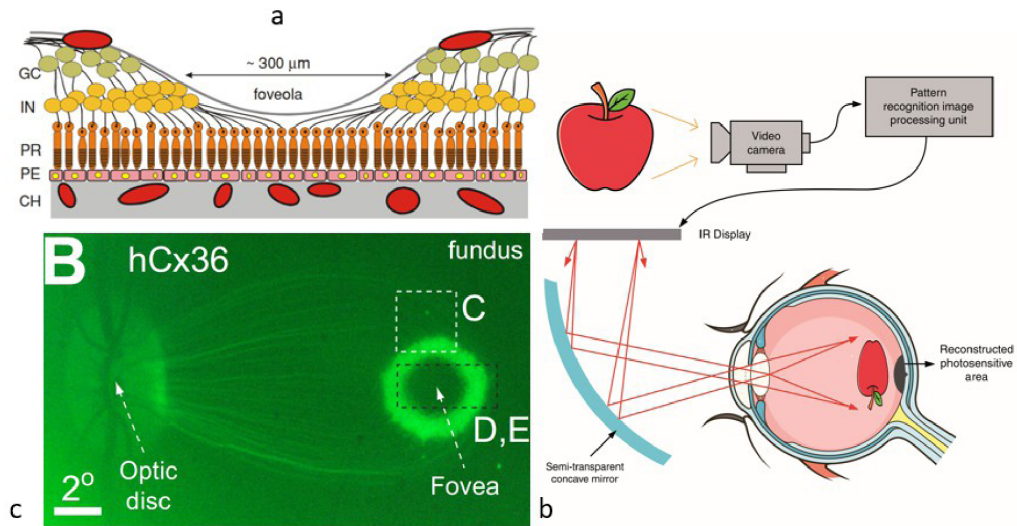 a
~ 300 μm
foveola
GC
IN
PR
PE
CH
Video
camera
Pattern
recognition image
processing unit
IR Display
Reconstructed
photosensitive
area
Semi-transparent
concave mirror
b
B hCx36
fundus
C
D,E
Optic
disc
Fovea
2°
c